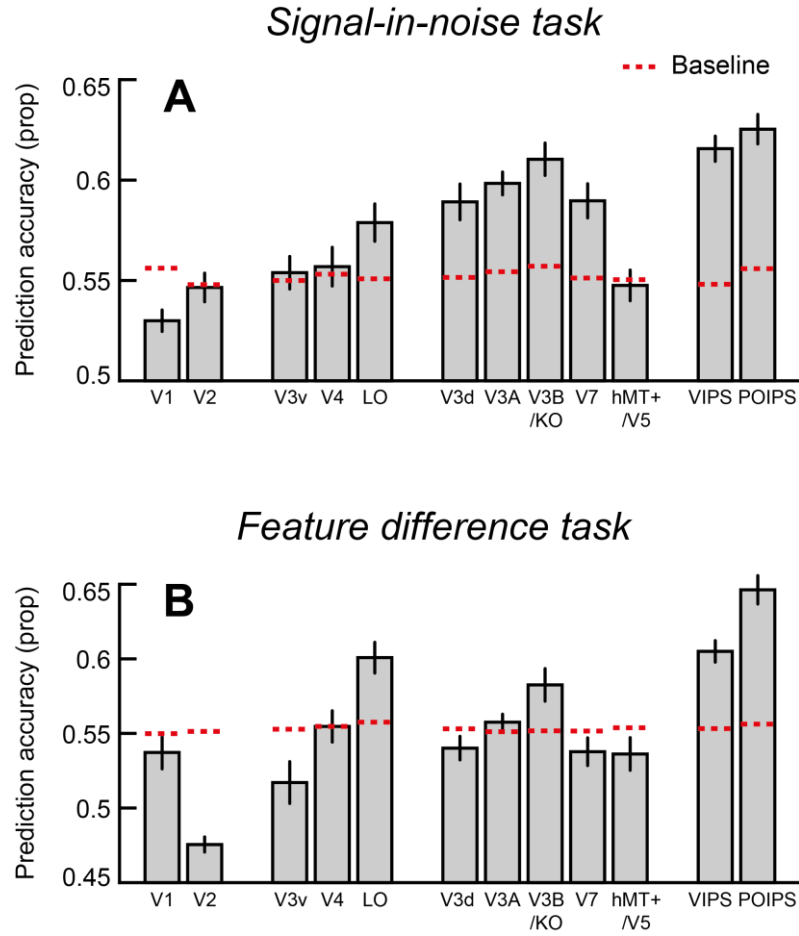 Signal-in-noise task
Baseline
A
Prediction accuracy (prop)
0.65
0.6
0.55
0.5
V1 V2 V3v V4 LO V3d V3A V3B V7 hMT+ VIPS POIPS
/KO /V5
Feature difference task
B
Prediction accuracy (prop)
0.65
0.6
0.55
0.5
0.45
V1 V2 V3v V4 LO V3d V3A V3B V7 hMT+ VIPS POIPS
/KO /V5